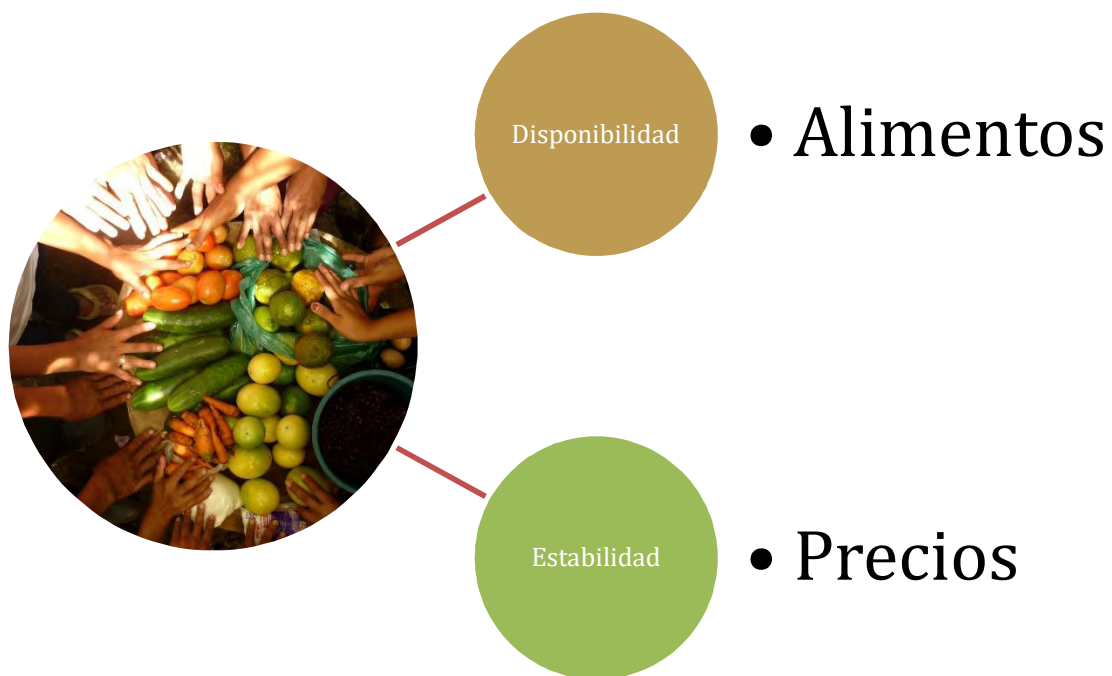 Disponibilidad
• Alimentos
Estabilidad
• Precios